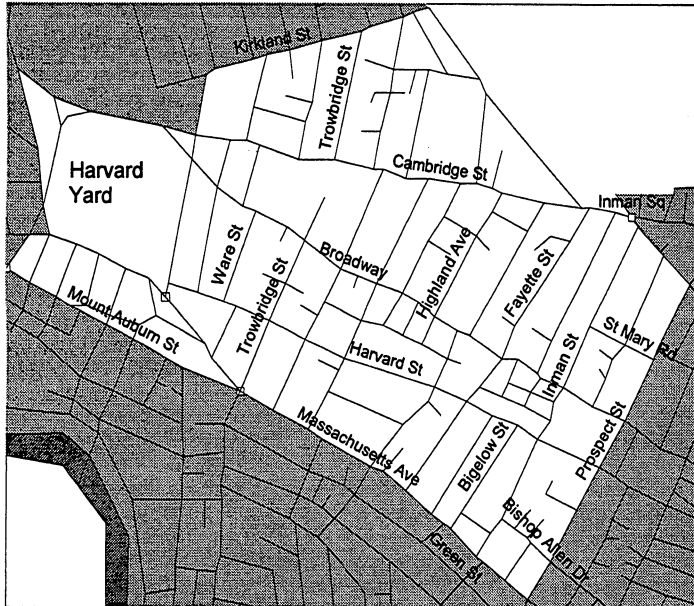 Kirkland St
Trowbridge St
Cambridge St
Harvard
Yard
Inman Sq
Ware St
Broadway
Highland Ave
Fayette St
Trowbridge St
Mount Auburn St
Harvard St
Inman St
St Mary Rd
Massachusetts Ave
Bigelow St
Prospect St
Bishop Allen Dr
Green St